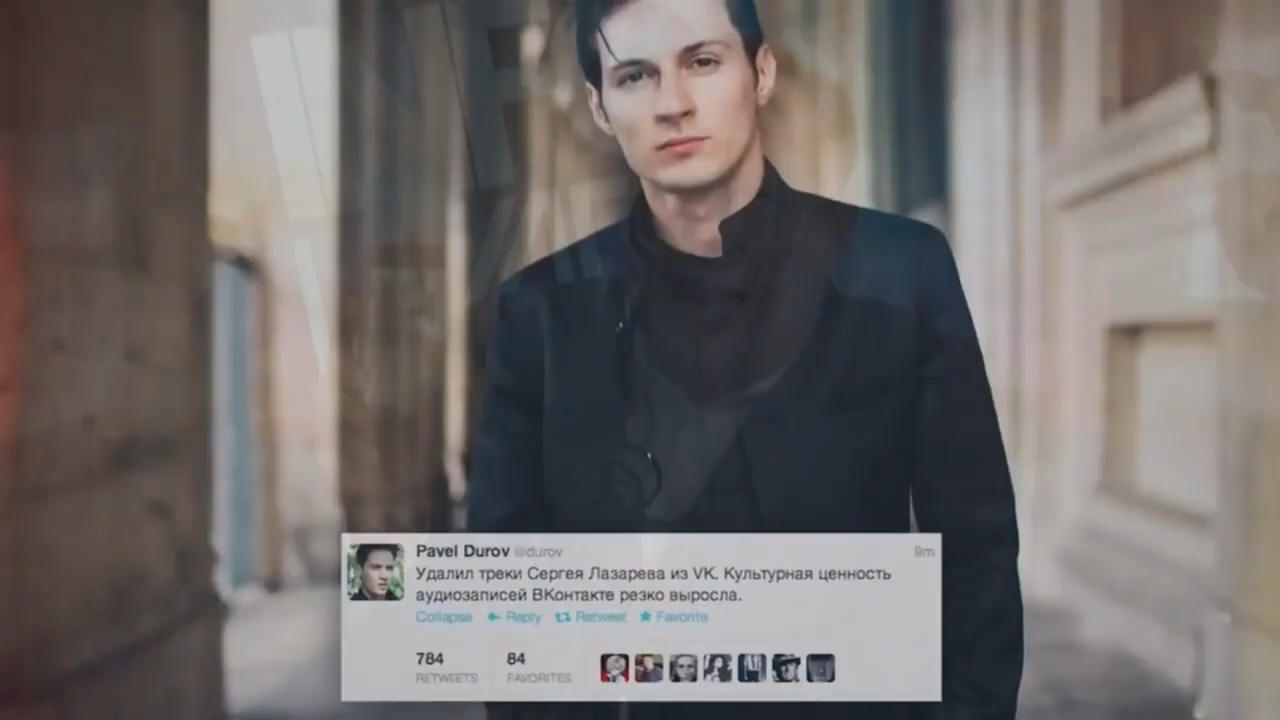 Pavel Durov @durov 9m
Удалил треки Сергея Лазарева из VK. Культурная ценность
аудиозаписей ВКонтакте резко выросла.
Collapse Reply Retweet Favorite
784 84
RETWEETS FAVORITES